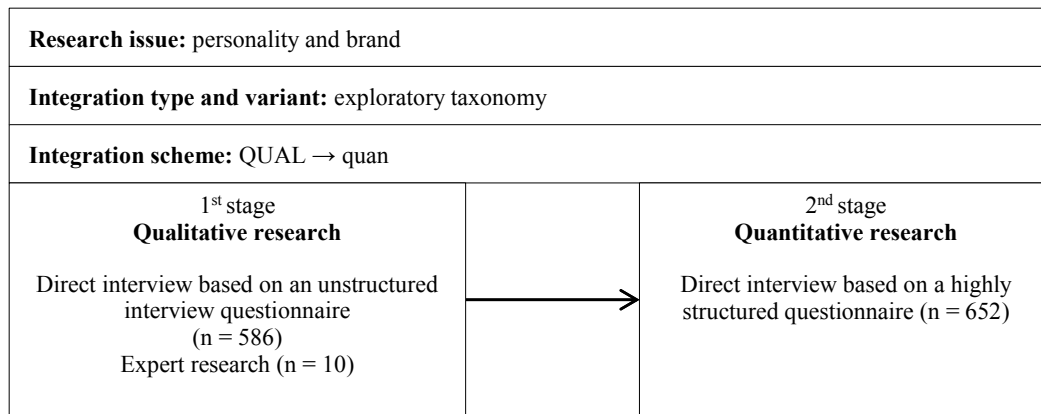 Research issue: personality and brand
Integration type and variant: exploratory taxonomy
Integration scheme: QUAL → quan
1st stage
Qualitative research
Direct interview based on an unstructured
interview questionnaire
(n = 586)
Expert research (n = 10)
2nd stage
Quantitative research
Direct interview based on a highly
structured questionnaire (n = 652)